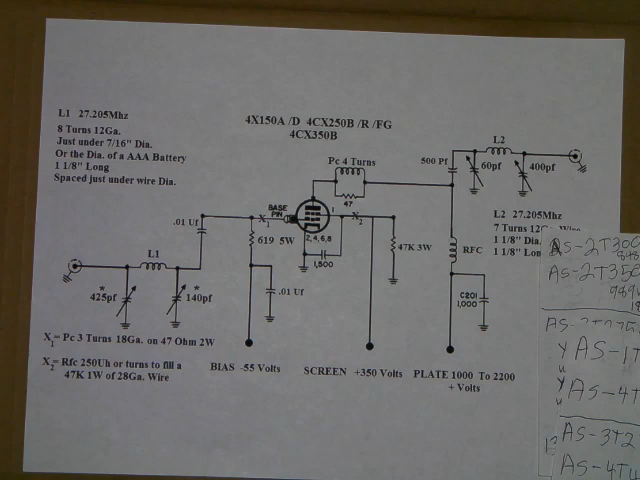 L1 27.205Mhz
8 Turns 12Ga.
Just under 7/16" Dia.
Or the Dia. of a AAA Battery
1 1/8" Long
Spaced just under wire Dia.
4X150A /D 4CX250B /R /FG
4CX350B
Pc 4 Turns
47
500 Pf
L2
60pf
400pf
L2 27.205Mhz
7 Turns 12G
1 1/8" Dia.
1 1/8" Lon
.01 Uf
BASE
PIN
X1
1
X2
2, 4, 6, 8
619 5W
1,500
47K 3W
RFC
L1
* 425pf
* 140pf
.01 Uf
C201
1,000
X1= Pc 3 Turns 18Ga. on 47 Ohm 2W
X2= Rfc 250Uh or turns to fill a
47K 1W of 28Ga. Wire
BIAS -55 Volts
SCREEN +350 Volts
PLATE 1000 To 2200
+ Volts
AS-2T300
AS-2T350
AS-1T
AS-4T
AS-3T2
AS-4T4